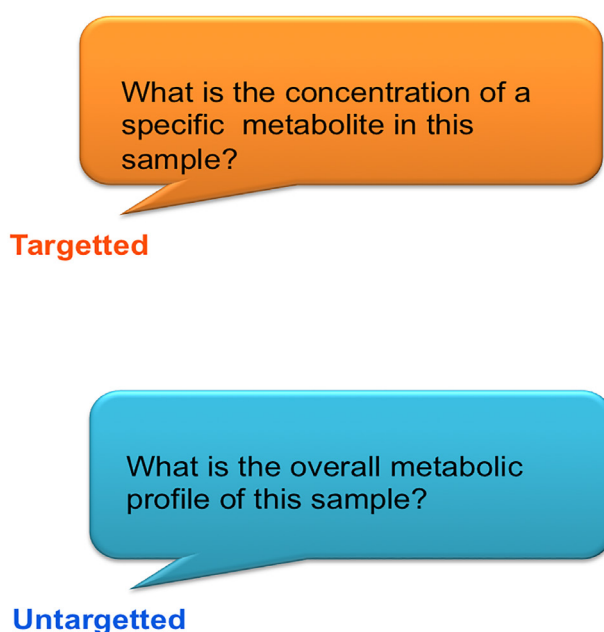 What is the concentration of a
specific  metabolite in this
sample?
Targetted
What is the overall metabolic
profile of this sample?
Untargetted